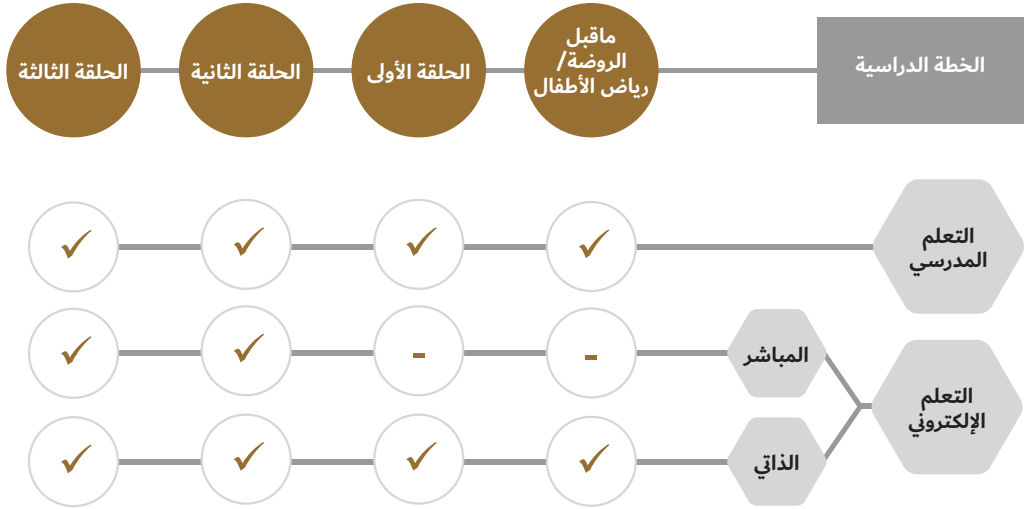 الخطة الدراسية
ماقبل
الروضة/
رياض الأطفال
الحلقة الأولى
الحلقة الثانية
الحلقة الثالثة
التعلم
المدرسي
✓
✓
✓
✓
التعلم
الإلكتروني
المباشر
-
-
✓
✓
الذاتي
✓
✓
✓
✓